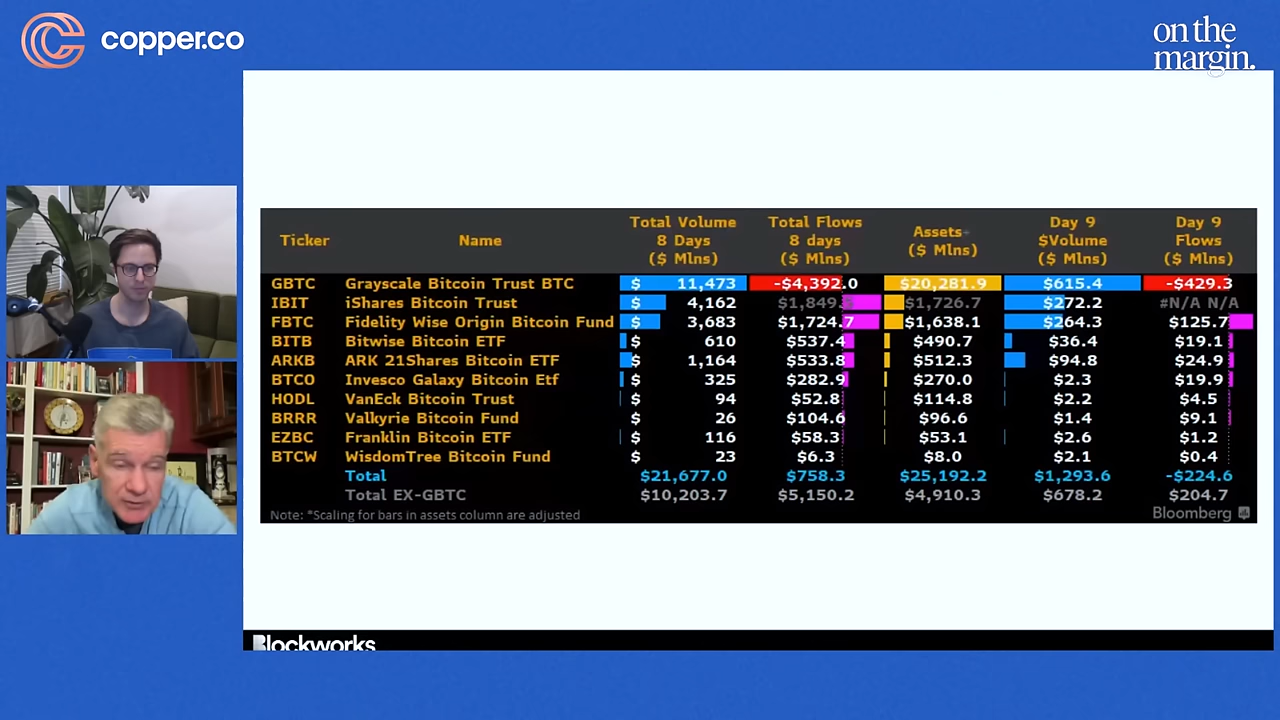 copper.co
on the
margin.
Ticker Name Total Volume 8 Days ($ Mlns) Total Flows 8 days ($ Mlns) Assets* ($ Mlns) Day 9 $Volume ($ Mlns) Day 9 Flows ($ Mlns)
GBTC Grayscale Bitcoin Trust BTC $ 11,473 -$4,392.0 $20,281.9 $615.4 -$429.3
IBIT iShares Bitcoin Trust $ 4,162 $1,849. $1,726.7 $272.2 #N/A N/A
FBTC Fidelity Wise Origin Bitcoin Fund $ 3,683 $1,724.7 $1,638.1 $264.3 $125.7
BITB Bitwise Bitcoin ETF $ 610 $537.4 $490.7 $36.4 $19.1
ARKB ARK 21Shares Bitcoin ETF $ 1,164 $533.8 $512.3 $94.8 $24.9
BTCO Invesco Galaxy Bitcoin Etf $ 325 $282.9 $270.0 $2.3 $19.9
HODL VanEck Bitcoin Trust $ 94 $52.8 $114.8 $2.2 $4.5
BRRR Valkyrie Bitcoin Fund $ 26 $104.6 $96.6 $1.4 $9.1
EZBC Franklin Bitcoin ETF $ 116 $58.3 $53.1 $2.6 $1.2
BTCW WisdomTree Bitcoin Fund $ 23 $6.3 $8.0 $2.1 $0.4
Total $21,677.0 $758.3 $25,192.2 $1,293.6 -$224.6
Total EX-GBTC $10,203.7 $5,150.2 $4,910.3 $678.2 $204.7
Note: *Scaling for bars in assets column are adjusted
Bloomberg
Blockworks